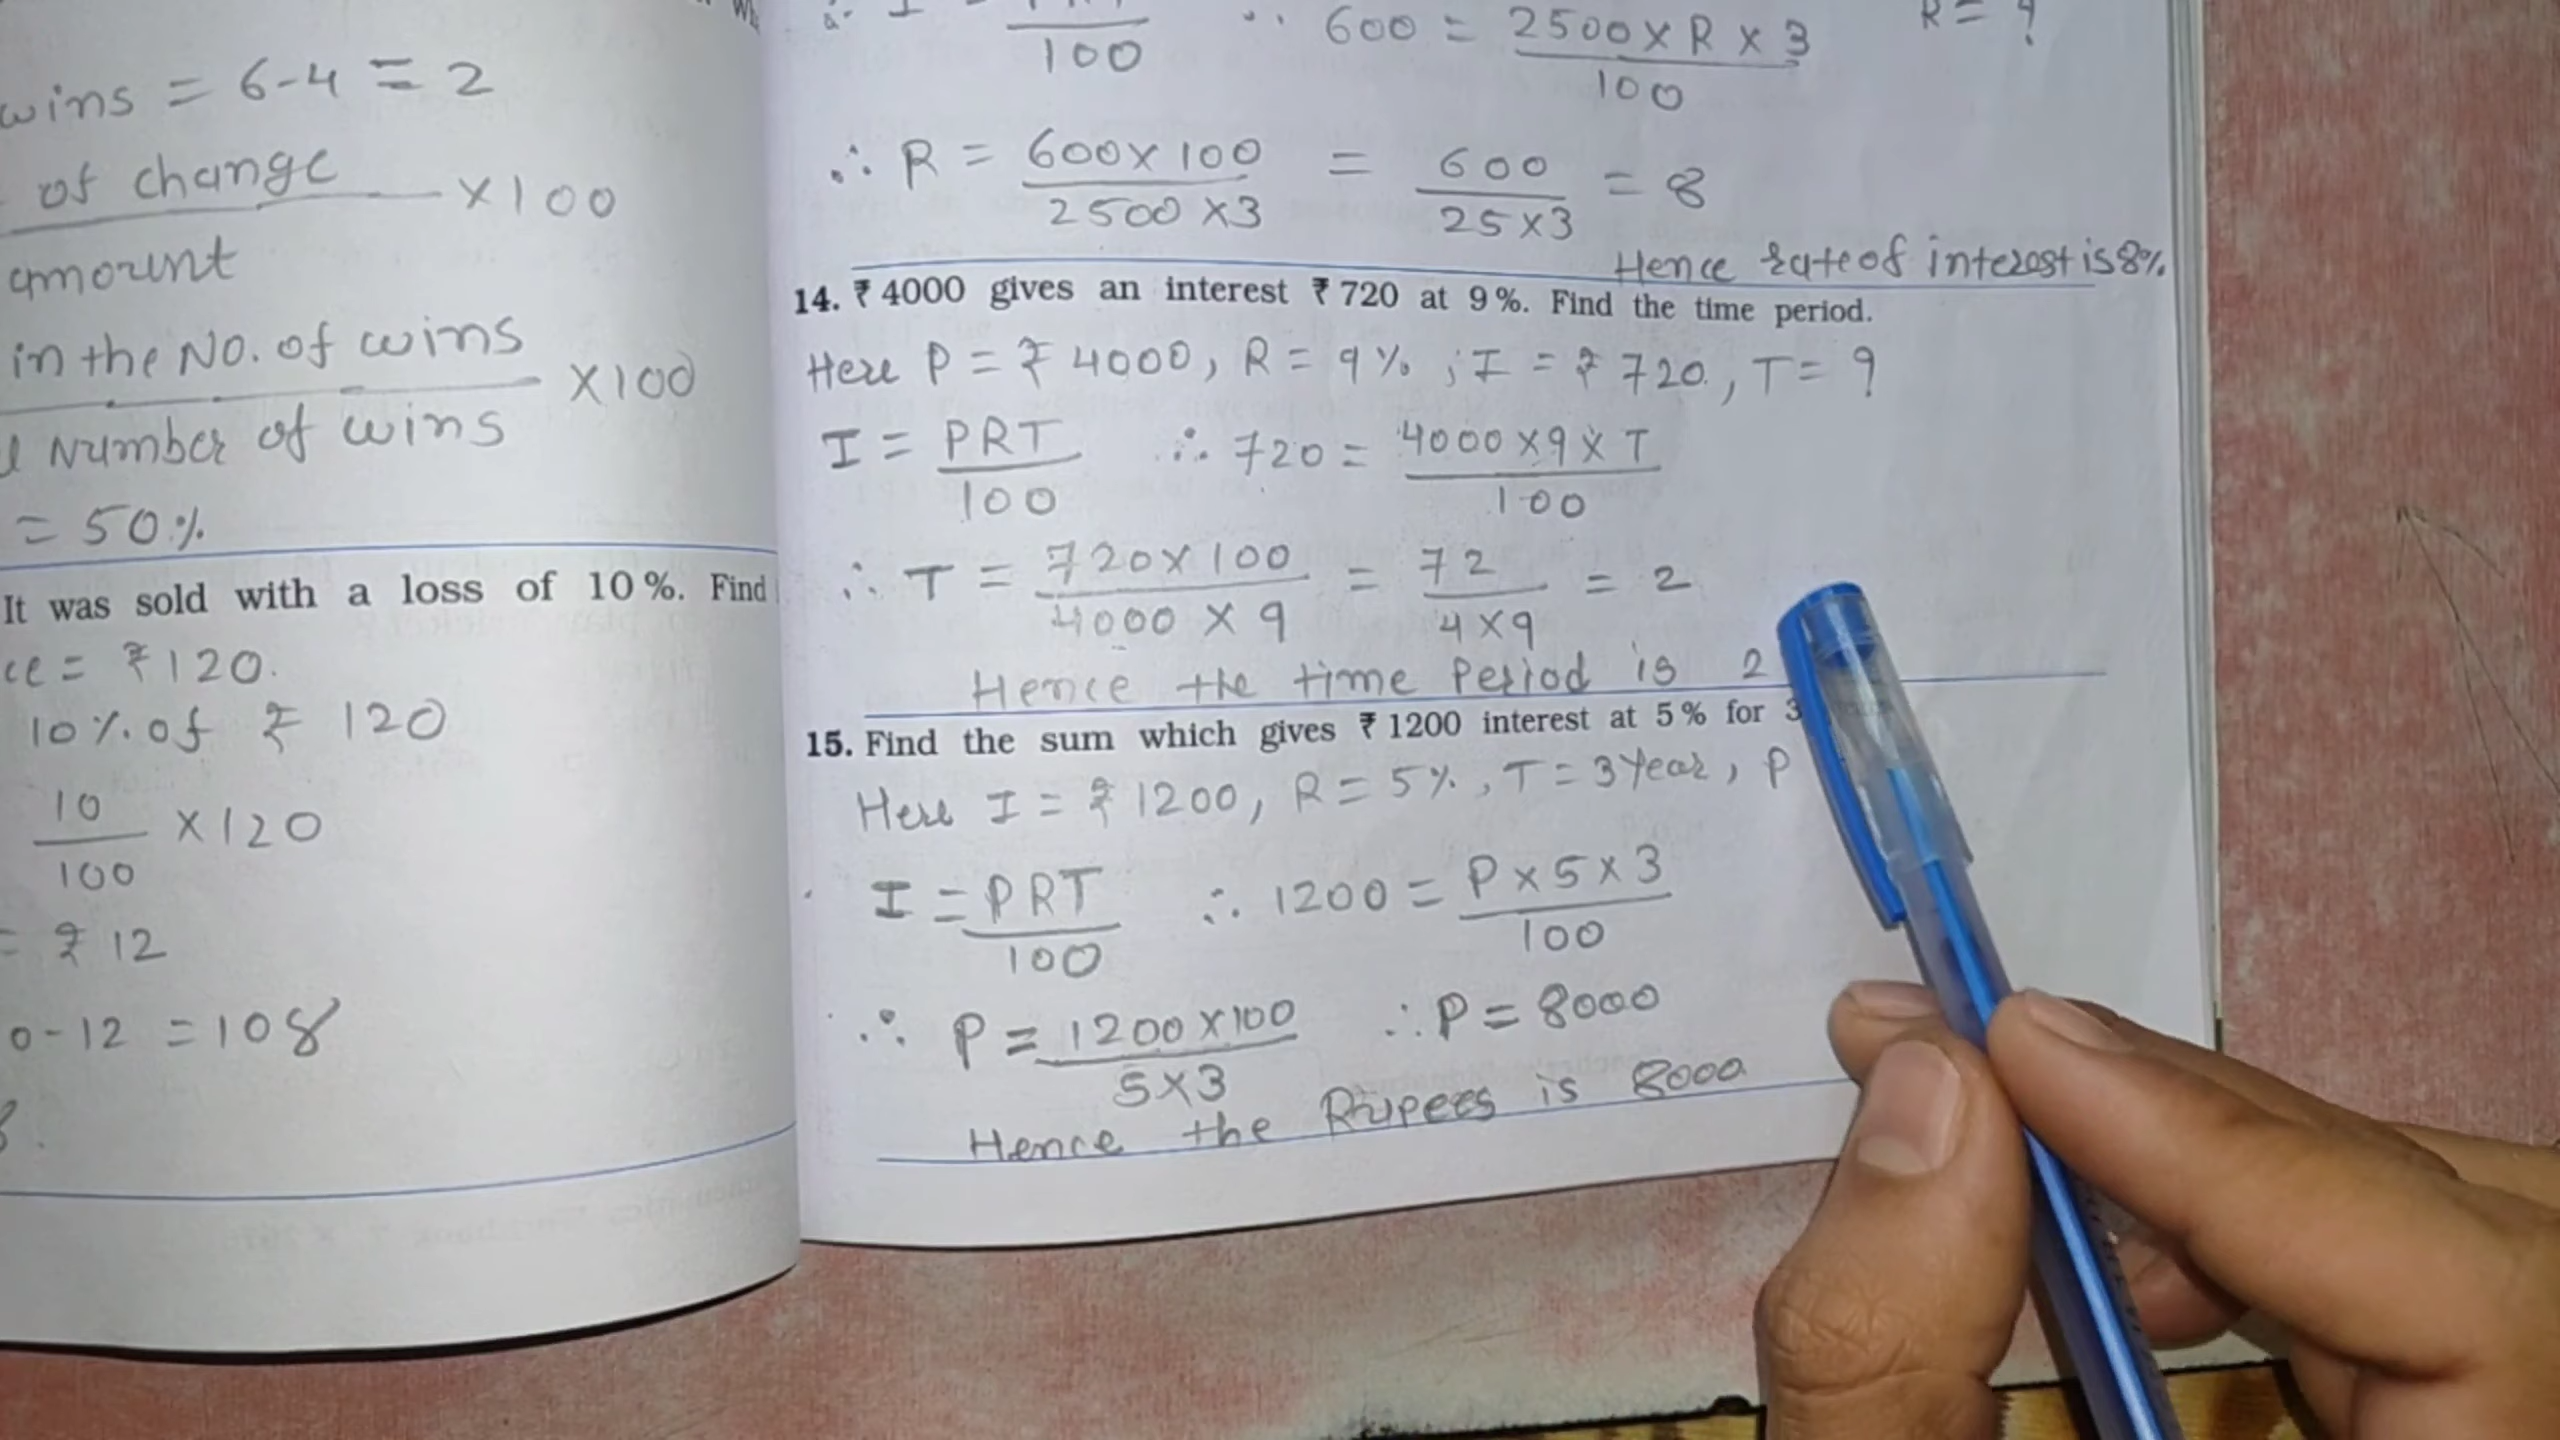 wins = 6-4 = 2
of change
× 100
amount
in the No. of wins
× 100
Number of wins
= 50%
It was sold with a loss of 10%. Find
ce = ₹ 120.
10% of ₹ 120
10
× 120
100
= ₹ 12
0 - 12 = 108
100
600 = 2500 × R × 3
100
R = ?
∴ R = 600 × 100 = 600 = 8
2500 × 3 25 × 3
Hence rate of interest is 8%.
14. ₹ 4000 gives an interest ₹ 720 at 9%. Find the time period.
Here P = ₹ 4000, R = 9%, I = ₹ 720, T = ?
I = PRT ∴ 720 = 4000 × 9 × T
100 100
∴ T = 720 × 100 = 72 = 2
4000 × 9 4 × 9
Hence the time Period is 2
15. Find the sum which gives ₹ 1200 interest at 5% for 3
Here I = ₹ 1200, R = 5%, T = 3 Year, P
I = PRT ∴ 1200 = P × 5 × 3
100 100
∴ P = 1200 × 100 ∴ P = 8000
5 × 3
Hence the Rupees is 8000